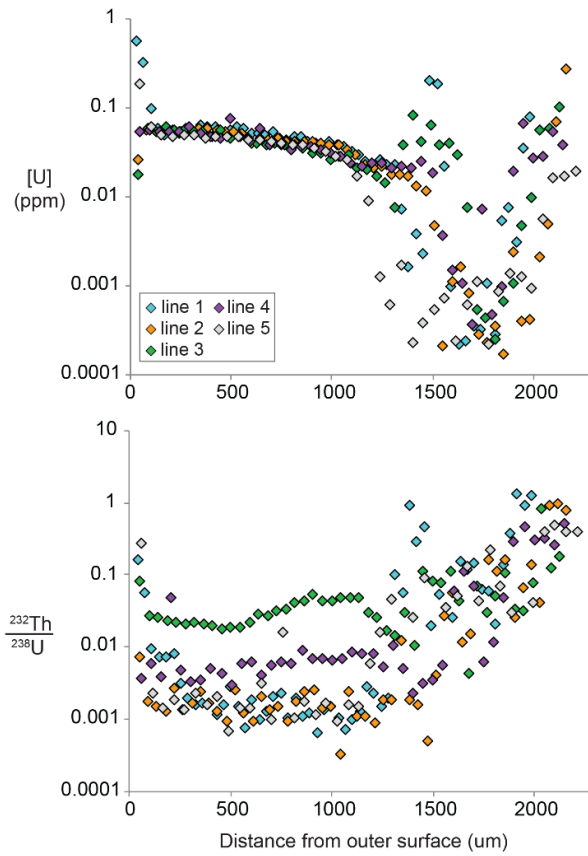 1
0.1
[U]
(ppm)
0.01
0.001
0.0001
line 1
line 4
line 2
line 5
line 3
0
500
1000
1500
2000
10
1
0.1
232Th
238U
0.01
0.001
0.0001
0
500
1000
1500
2000
Distance from outer surface (um)